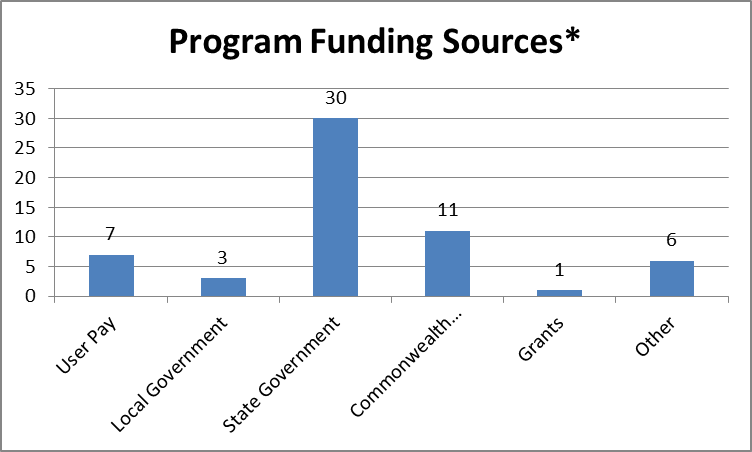 Program Funding Sources*
35
30
25
20
15
10
5
0
7
3
30
11
1
6
User Pay
Local Government
State Government
Commonwealth...
Grants
Other